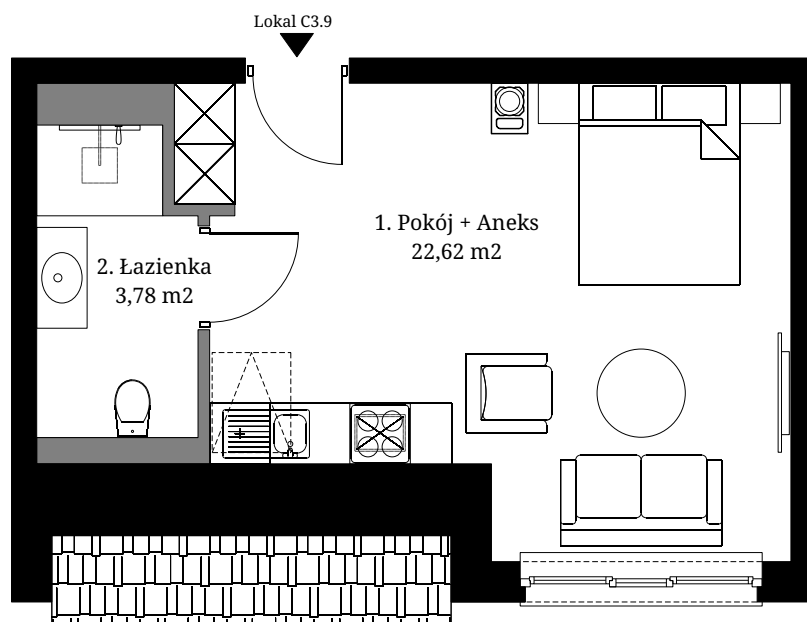 Lokal C3.9
1. Pokój + Aneks
22,62 m2
2. Łazienka
3,78 m2